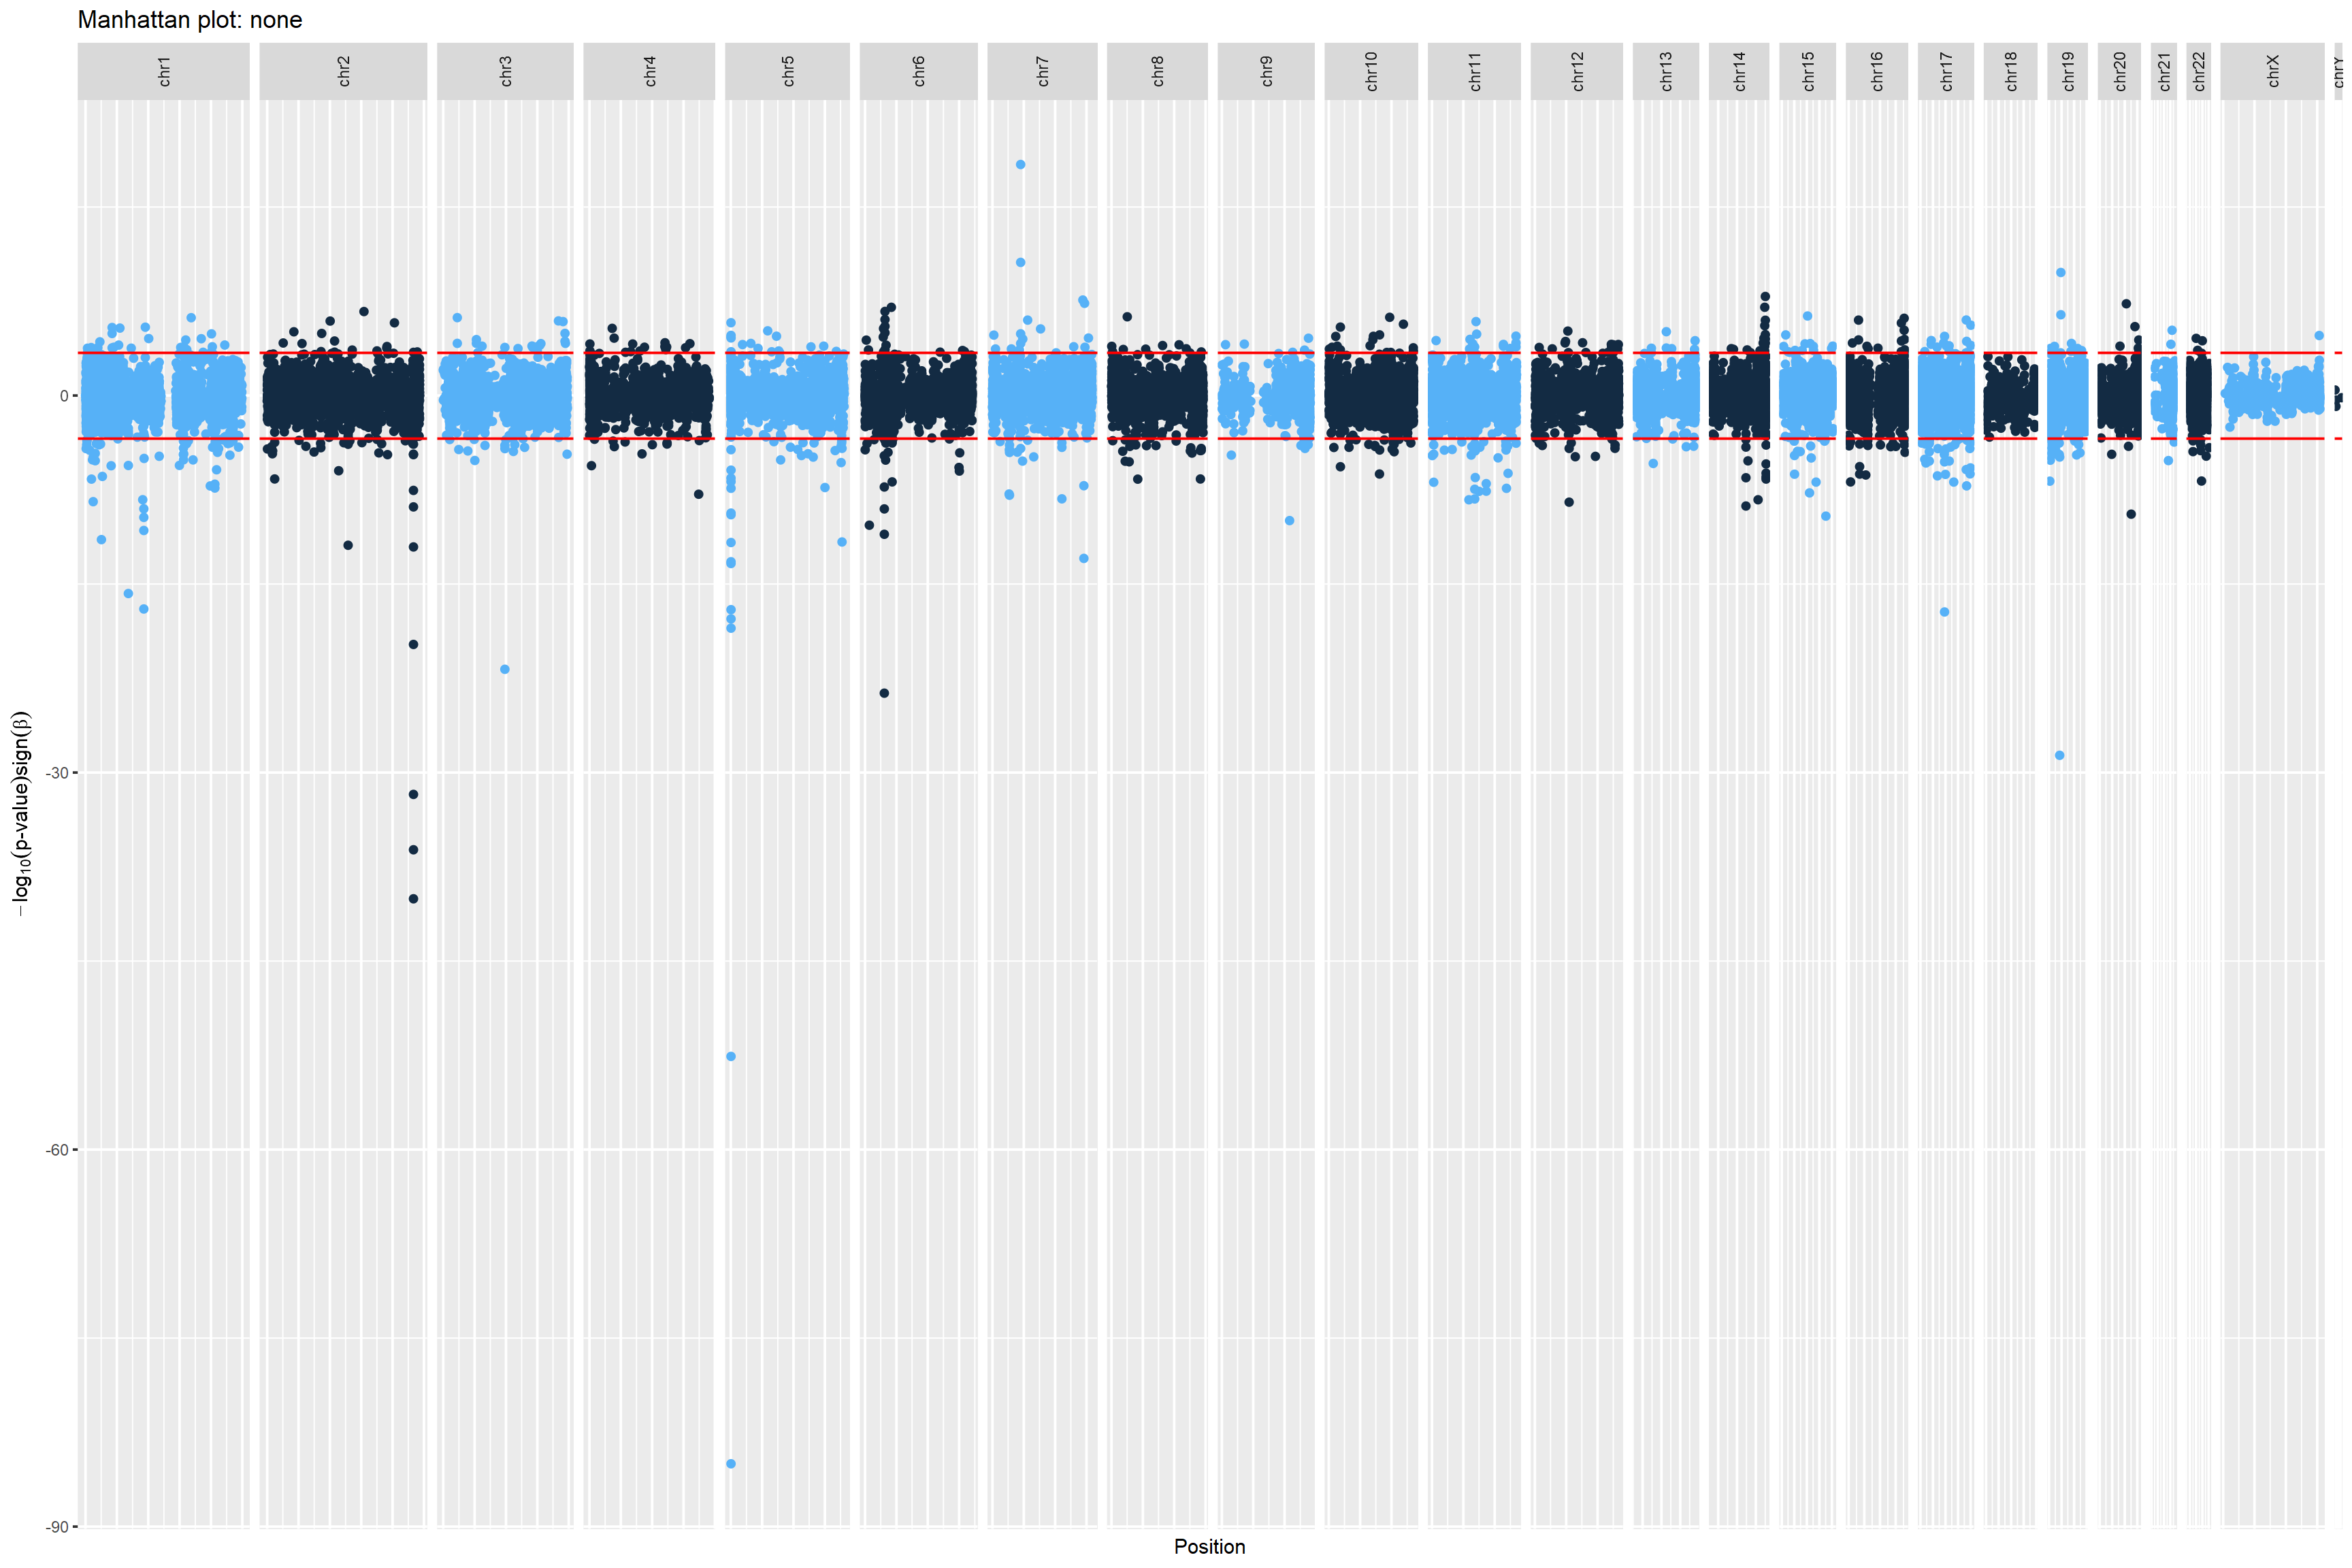 Manhattan plot: none
chr1 chr2 chr3 chr4 chr5 chr6 chr7 chr8 chr9 chr10 chr11 chr12 chr13 chr14 chr15 chr16 chr17 chr18 chr19 chr20 chr21 chr22 chrX chrY
0
-30
-60
-90
−log10(p-value)sign(β)
Position